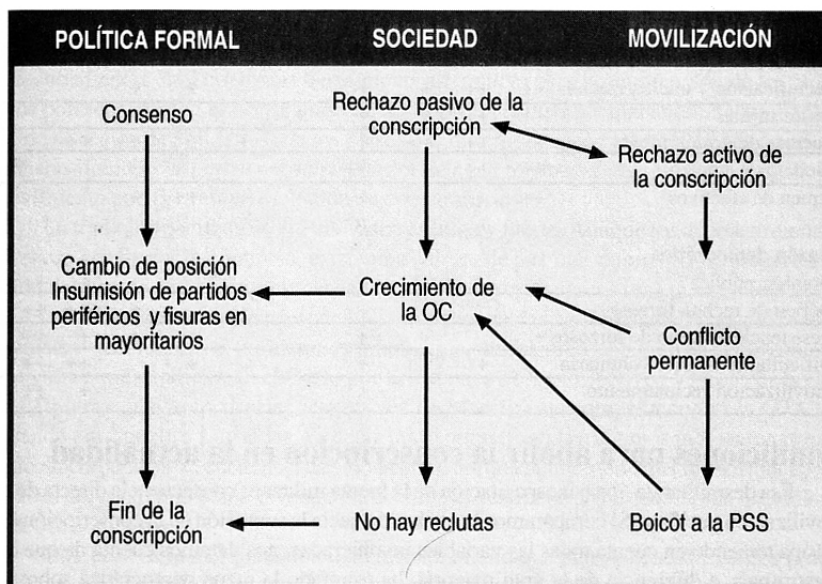 POLÍTICA FORMAL
SOCIEDAD
MOVILIZACIÓN
Consenso
Rechazo pasivo de la
conscripción
Rechazo activo de
la conscripción
Cambio de posición
Insumisión de partidos
periféricos y fisuras en
mayoritarios
Crecimiento de
la OC
Conflicto
permanente
Fin de la
conscripción
No hay reclutas
Boicot a la PSS